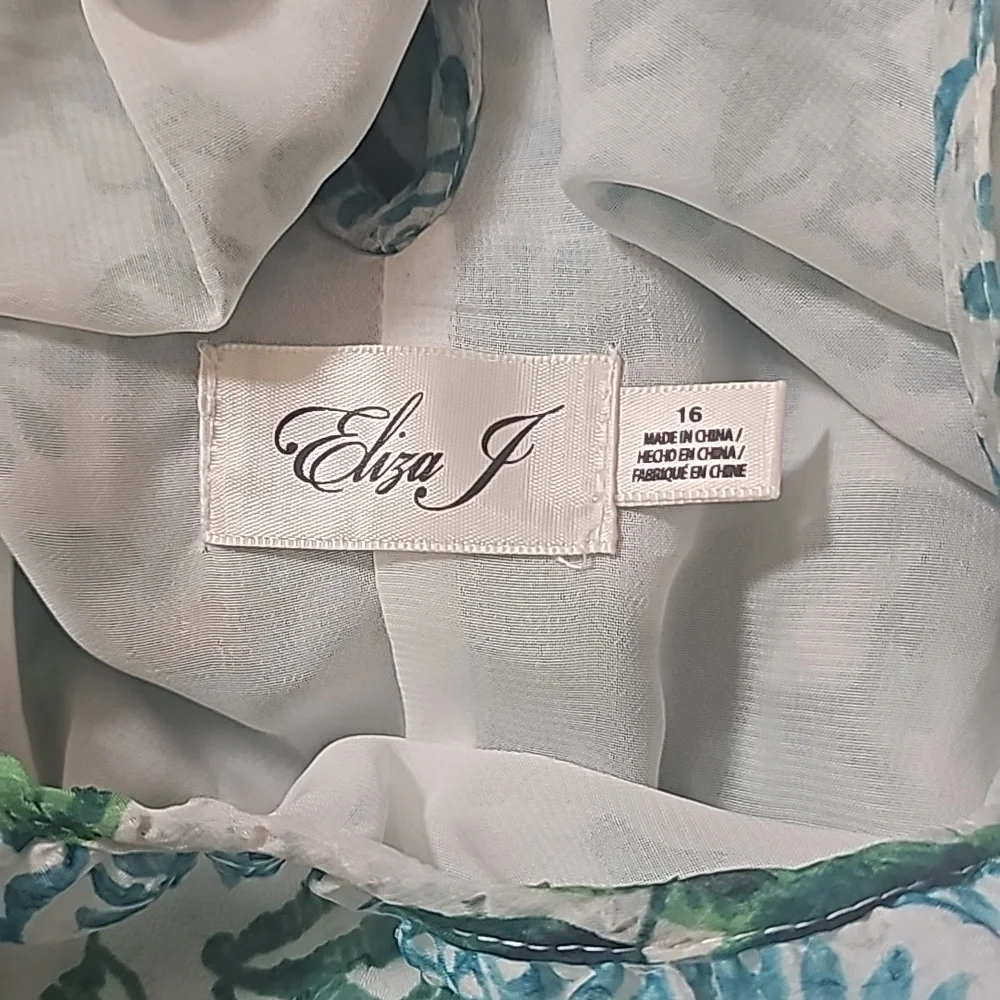 Eliza J
16
MADE IN CHINA /
HECHO EN CHINA /
FABRIQUÉ EN CHINE